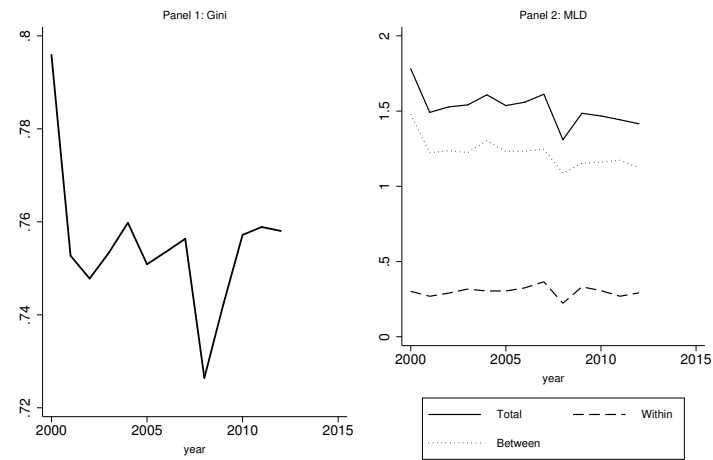 Panel 1: Gini
.8
.78
.76
.74
.72
2000 2005 2010 2015
year
Panel 2: MLD
2
1.5
1
.5
0
2000 2005 2010 2015
year
Total Within
Between